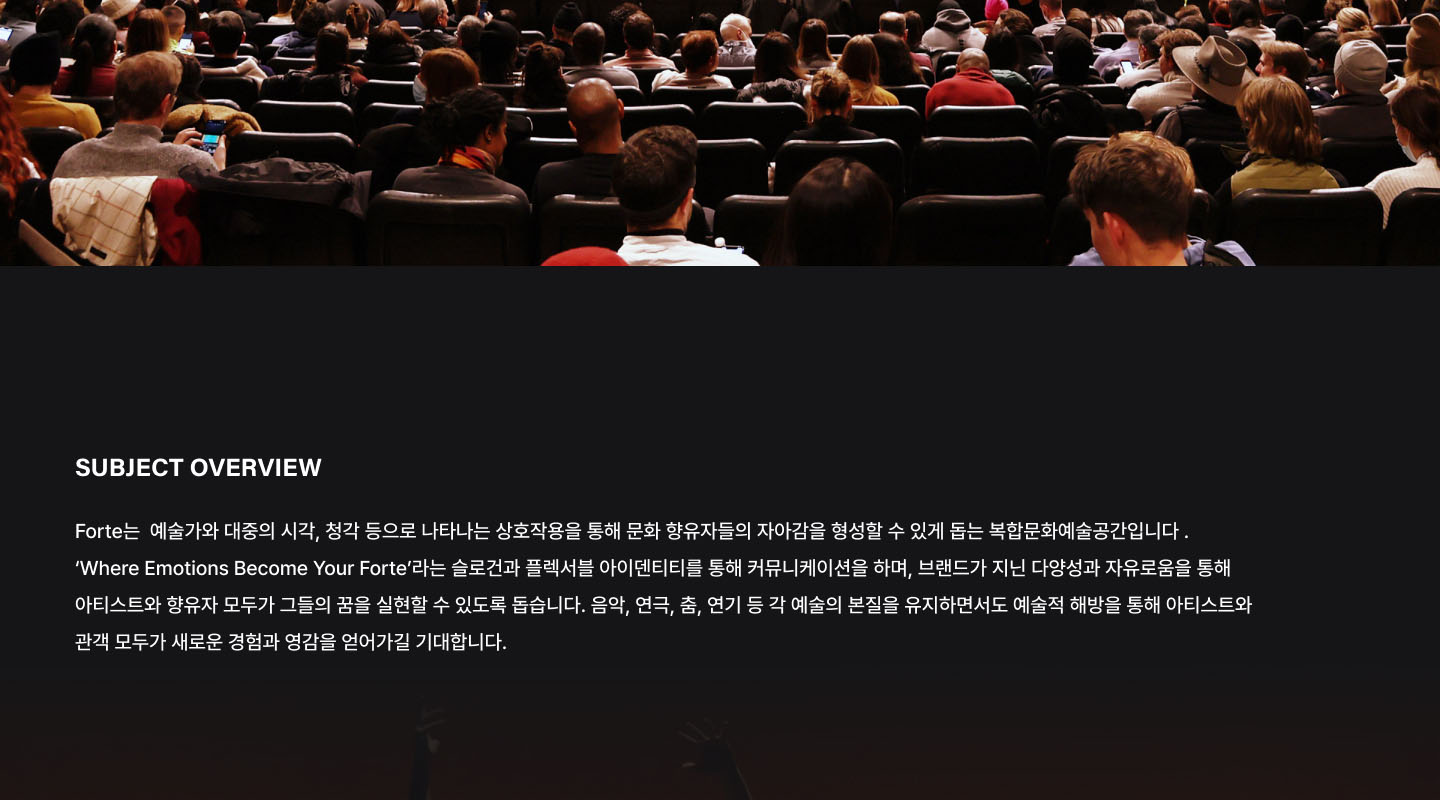 SUBJECT OVERVIEW
Forte는 예술가와 대중의 시각, 청각 등으로 나타나는 상호작용을 통해 문화 향유자들의 자아감을 형성할 수 있게 돕는 복합문화예술공간입니다 .
‘Where Emotions Become Your Forte’라는 슬로건과 플렉서블 아이덴티티를 통해 커뮤니케이션을 하며, 브랜드가 지닌 다양성과 자유로움을 통해
아티스트와 향유자 모두가 그들의 꿈을 실현할 수 있도록 돕습니다. 음악, 연극, 춤, 연기 등 각 예술의 본질을 유지하면서도 예술적 해방을 통해 아티스트와
관객 모두가 새로운 경험과 영감을 얻어가길 기대합니다.